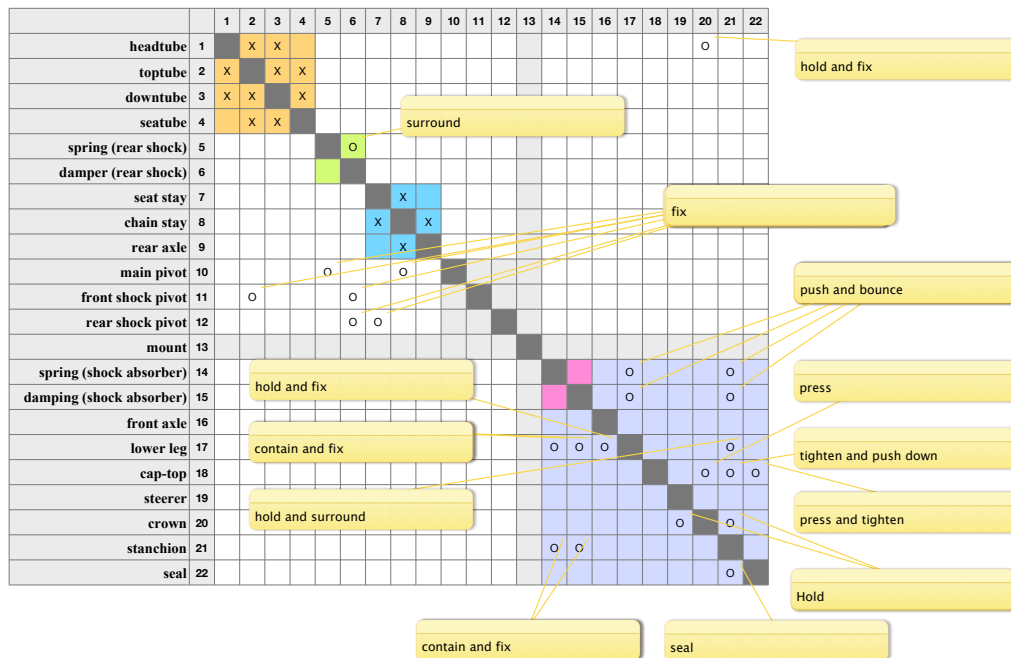 1 2 3 4 5 6 7 8 9 10 11 12 13 14 15 16 17 18 19 20 21 22
headtube 1 X X O
hold and fix
toptube 2 X X X
downtube 3 X X X
seatube 4 X X
surround
spring (rear shock) 5 O
damper (rear shock) 6
seat stay 7 X
chain stay 8 X X
fix
rear axle 9 X
main pivot 10 O O
push and bounce
front shock pivot 11 O O
rear shock pivot 12 O O
mount 13
spring (shock absorber) 14 O O
hold and fix
press
damping (shock absorber) 15 O O
front axle 16
lower leg 17 O O O O
contain and fix
tighten and push down
cap-top 18 O O O
steerer 19
hold and surround
press and tighten
crown 20 O O
stanchion 21 O O
seal 22 O
Hold
contain and fix
seal